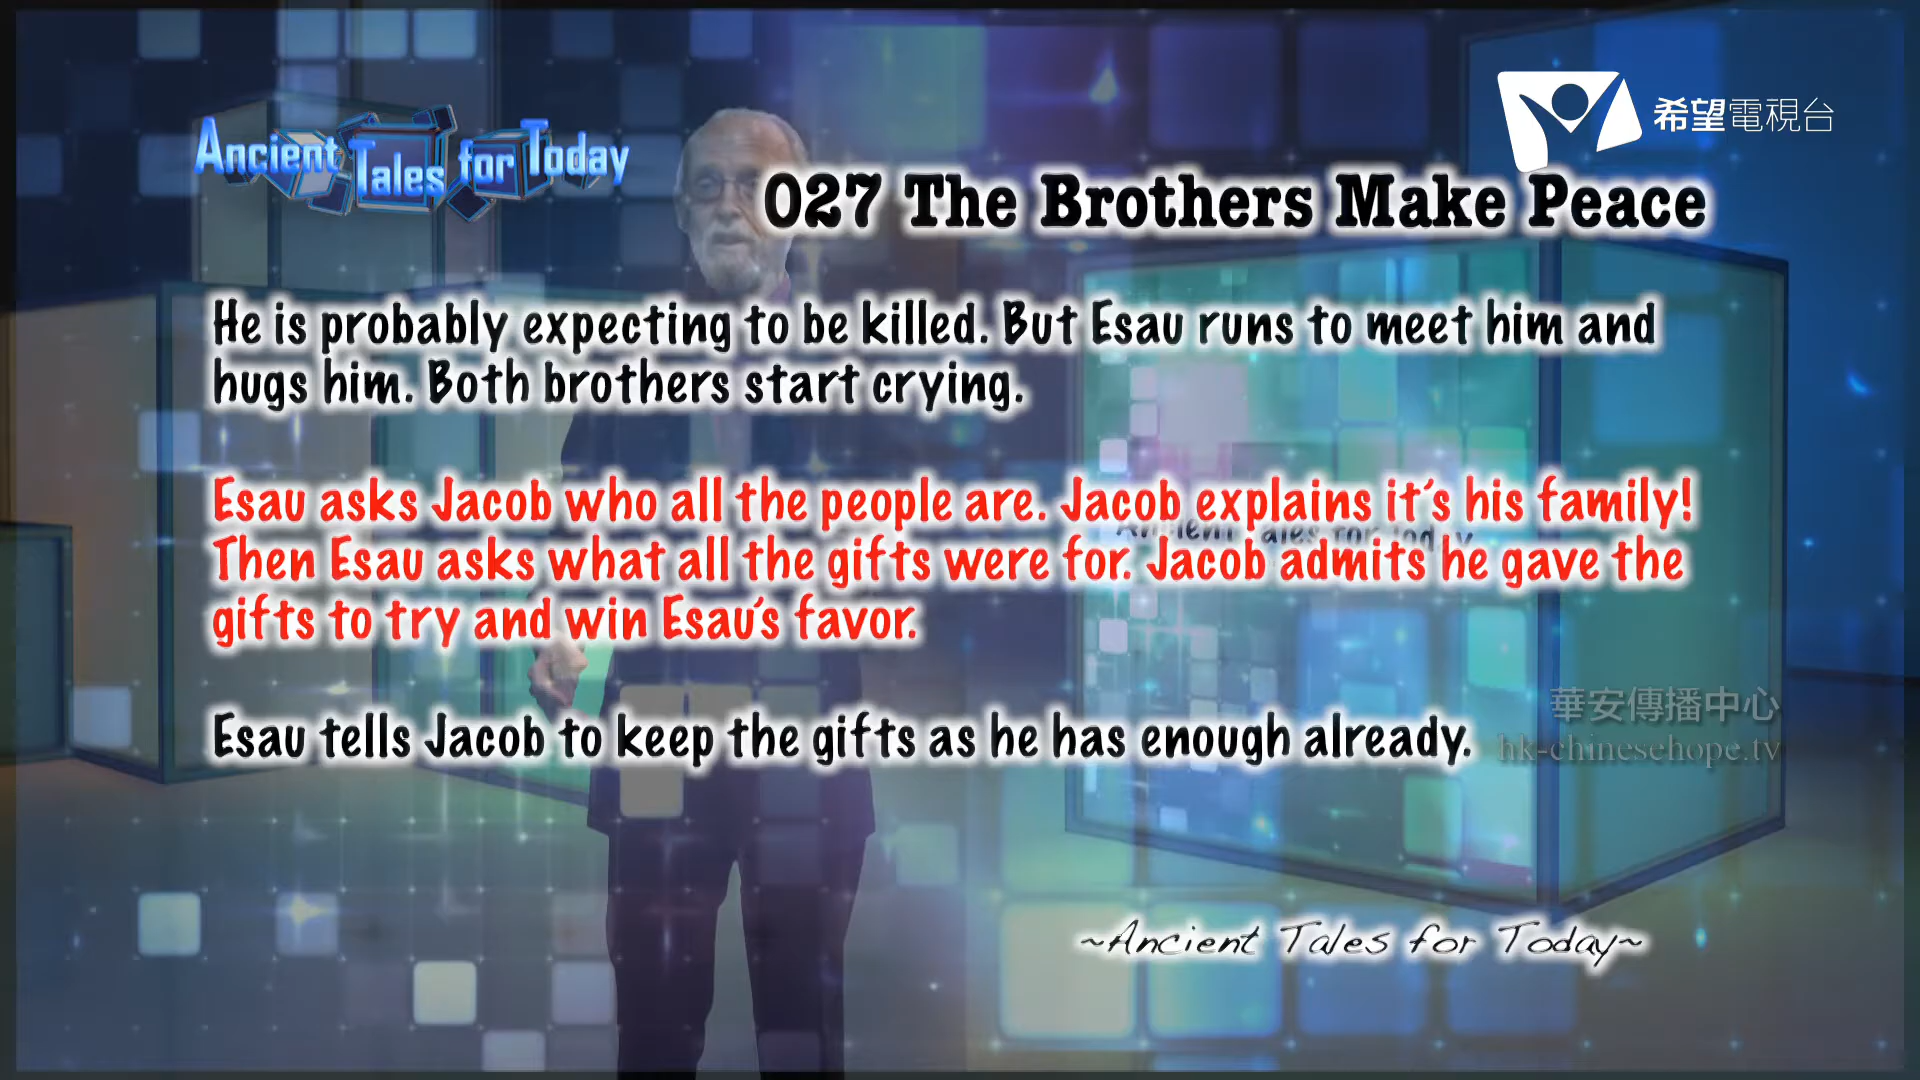 Ancient Tales for Today
希望電視台
027 The Brothers Make Peace
He is probably expecting to be killed. But Esau runs to meet him and
hugs him. Both brothers start crying.
Esau asks Jacob who all the people are. Jacob explains it's his family!
Ancient Tales for Today
Then Esau asks what all the gifts were for. Jacob admits he gave the
gifts to try and win Esau's favor.
華安傳播中心
Esau tells Jacob to keep the gifts as he has enough already.
hk-chinesehope.tv
~Ancient Tales for Today~